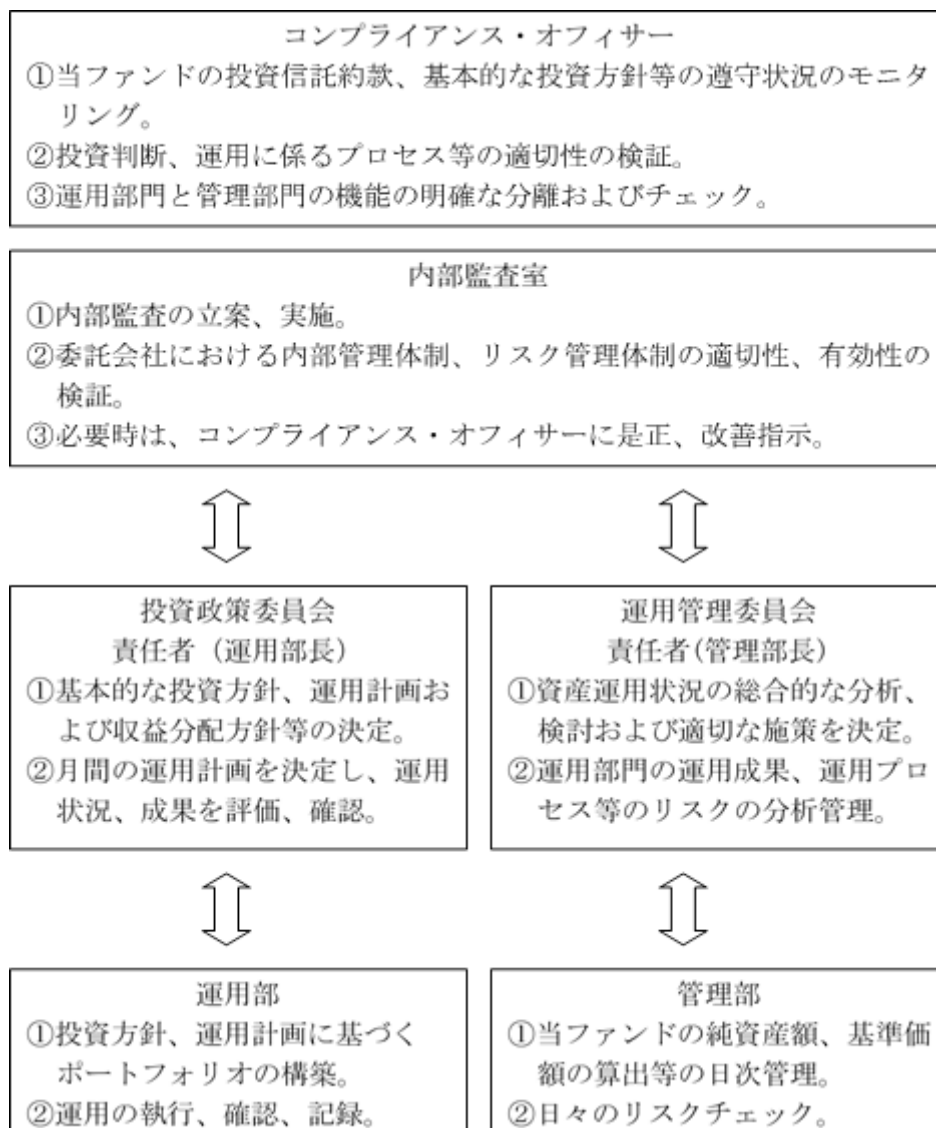 コンプライアンス・オフィサー
①当ファンドの投資信託約款、基本的な投資方針等の遵守状況のモニタ
リング。
②投資判断、運用に係るプロセス等の適切性の検証。
③運用部門と管理部門の機能の明確な分離およびチェック。
内部監査室
①内部監査の立案、実施。
②委託会社における内部管理体制、リスク管理体制の適切性、有効性の
検証。
③必要時は、コンプライアンス・オフィサーに是正、改善指示。
投資政策委員会
責任者（運用部長）
①基本的な投資方針、運用計画お
よび収益分配方針等の決定。
②月間の運用計画を決定し、運用
状況、成果を評価、確認。
運用管理委員会
責任者(管理部長)
①資産運用状況の総合的な分析、
検討および適切な施策を決定。
②運用部門の運用成果、運用プロ
セス等のリスクの分析管理。
運用部
①投資方針、運用計画に基づく
ポートフォリオの構築。
②運用の執行、確認、記録。
管理部
①当ファンドの純資産額、基準価
額の算出等の日次管理。
②日々のリスクチェック。